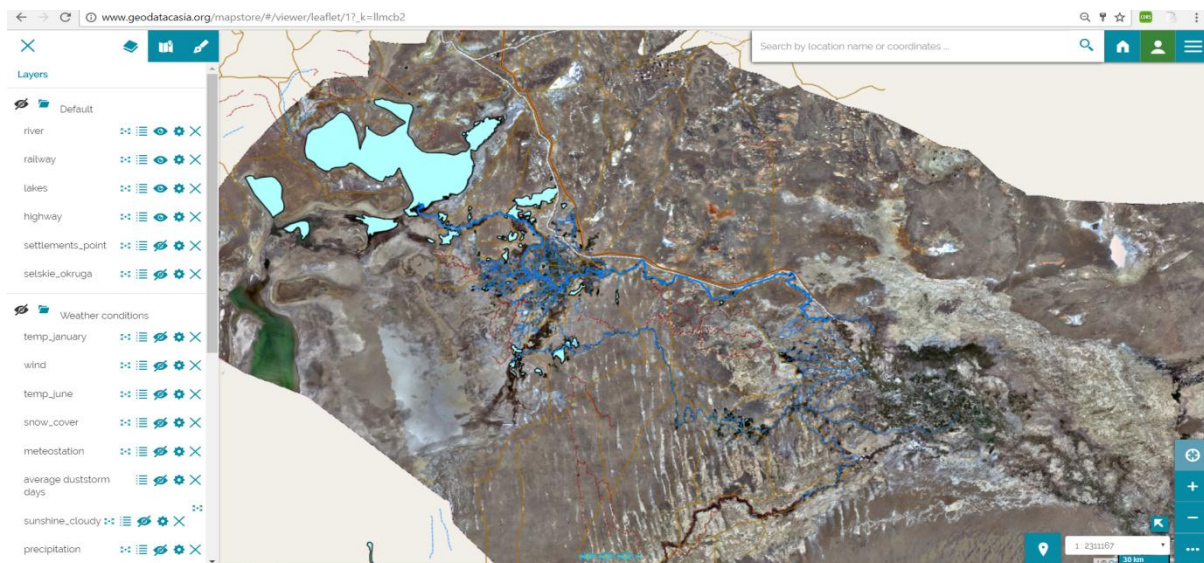 www.geodatacasia.org/mapstore/#/viewer/leaflet/1?_k=llmcb2
Search by location name or coordinates ...
Layers
Default
river
railway
lakes
highway
settlements_point
selskie_okruga
Weather conditions
temp_january
wind
temp_june
snow_cover
meteostation
average duststorm
days
sunshine_cloudy
precipitation
1 : 2311167
30 km